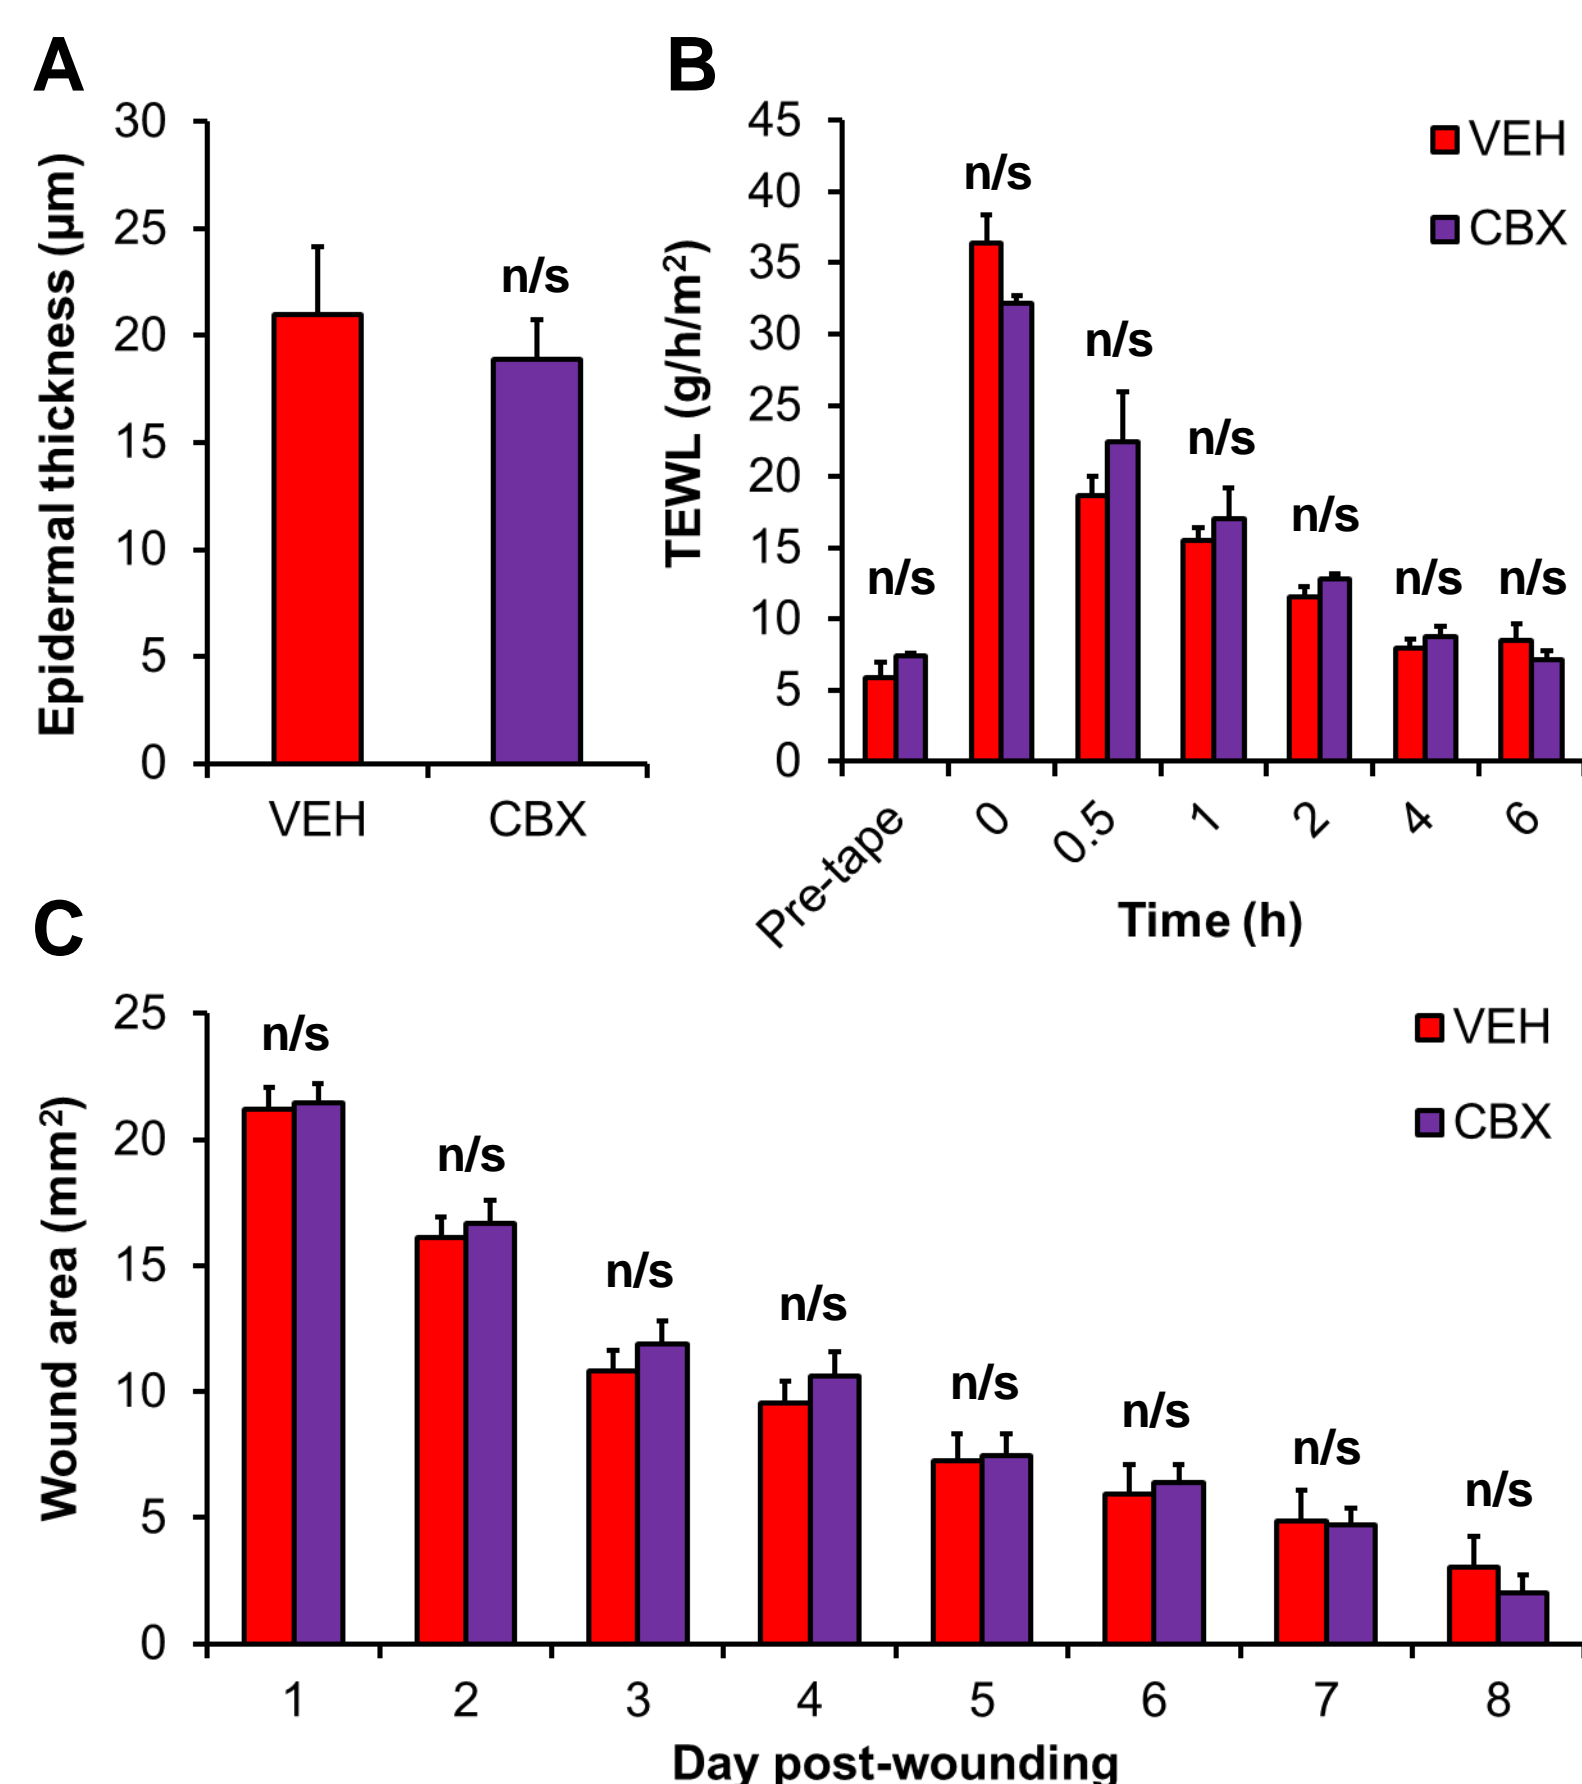 A
Epidermal thickness (µm)
30
25
20
15
10
5
0
n/s
VEH
CBX
B
TEWL (g/h/m²)
45
40
35
30
25
20
15
10
5
0
n/s
n/s
n/s
n/s
n/s
n/s
n/s
VEH
CBX
Pre-tape
0
0.5
1
2
4
6
Time (h)
C
Wound area (mm²)
25
20
15
10
5
0
n/s
n/s
n/s
n/s
n/s
n/s
n/s
n/s
VEH
CBX
1
2
3
4
5
6
7
8
Day post-wounding